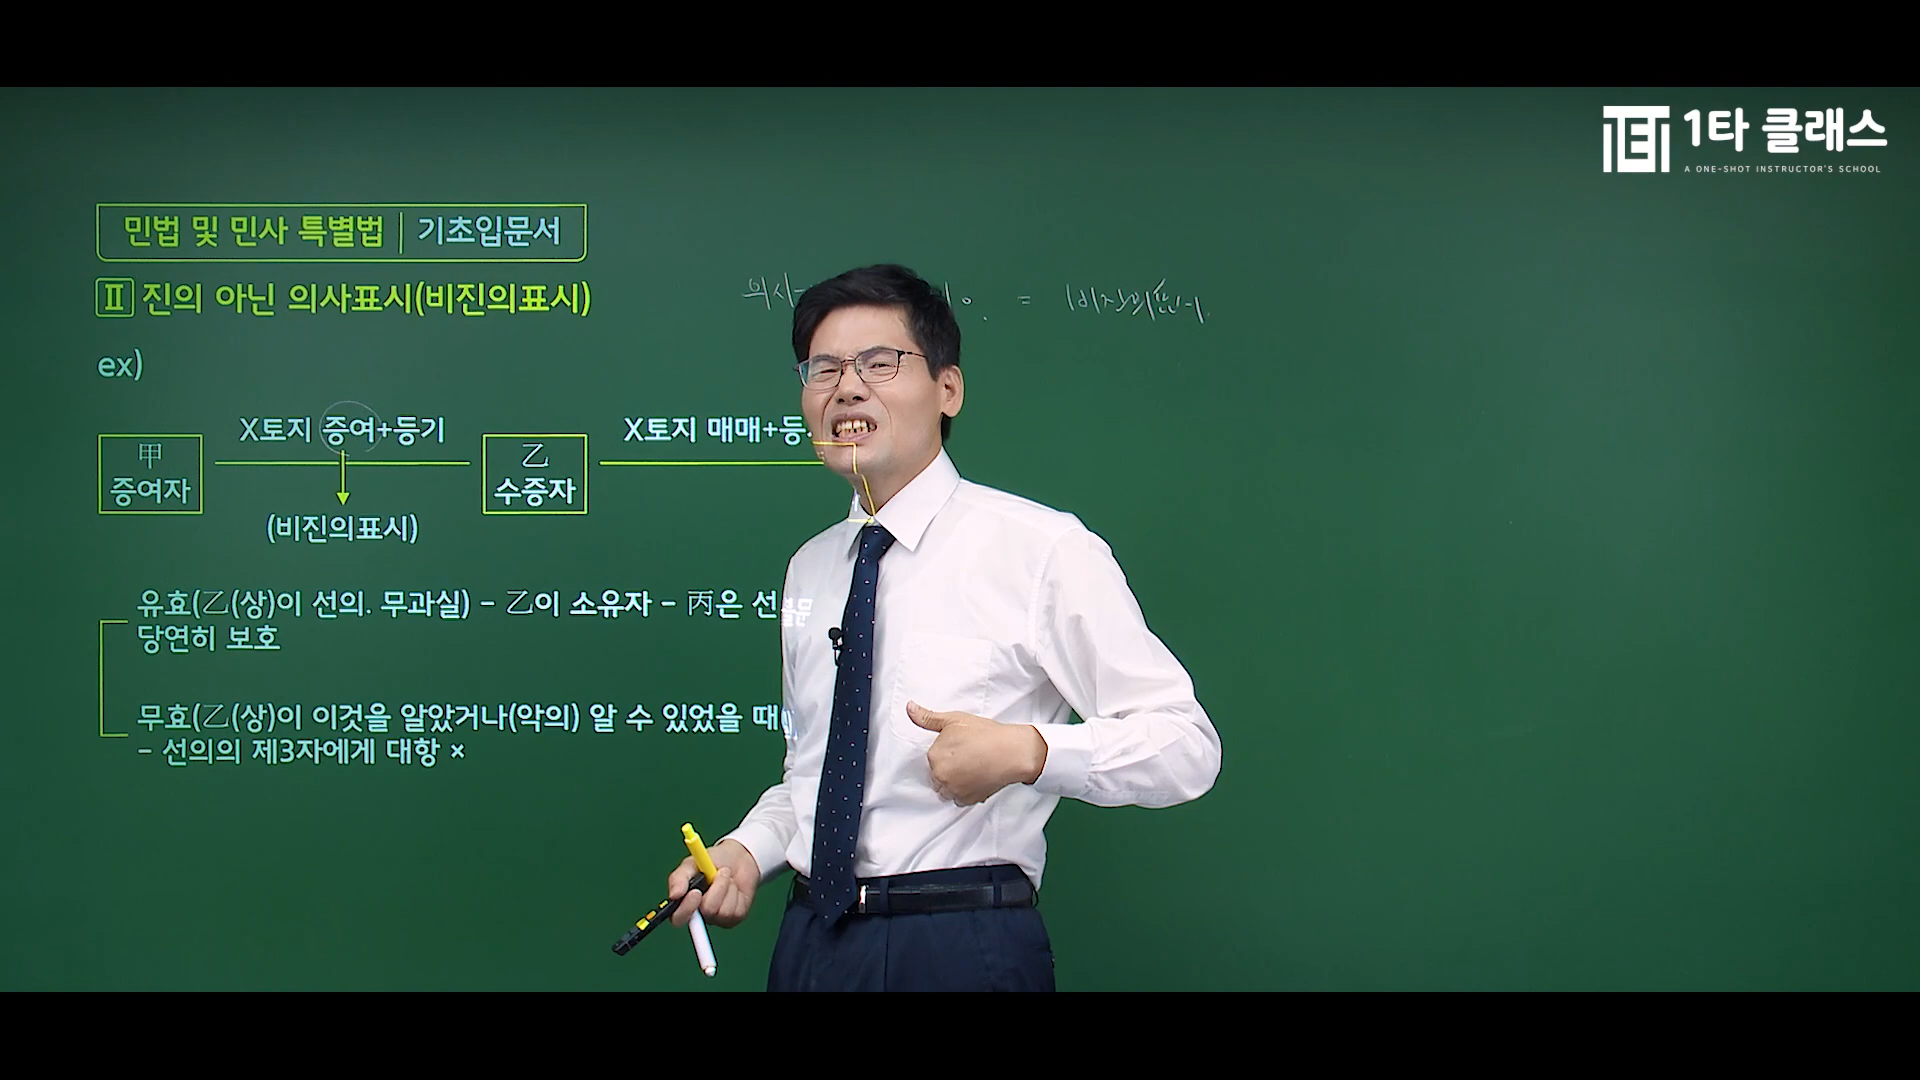 1타 클래스
A ONE-SHOT INSTRUCTOR'S SCHOOL
민법 및 민사 특별법 | 기초입문서
Ⅱ 진의 아닌 의사표시(비진의표시)
의사
=
ex)
X토지 증여+등기
X토지 매매+등
甲
증여자
乙
수증자
(비진의표시)
유효(乙(상)이 선의. 무과실) - 乙이 소유자 - 丙은 선 불문
당연히 보호
무효(乙(상)이 이것을 알았거나(악의) 알 수 있었을 때(
- 선의의 제3자에게 대항 ×